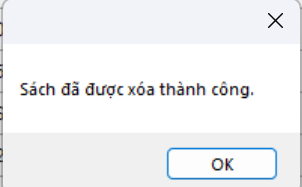 Sách đã được xóa thành công.
OK